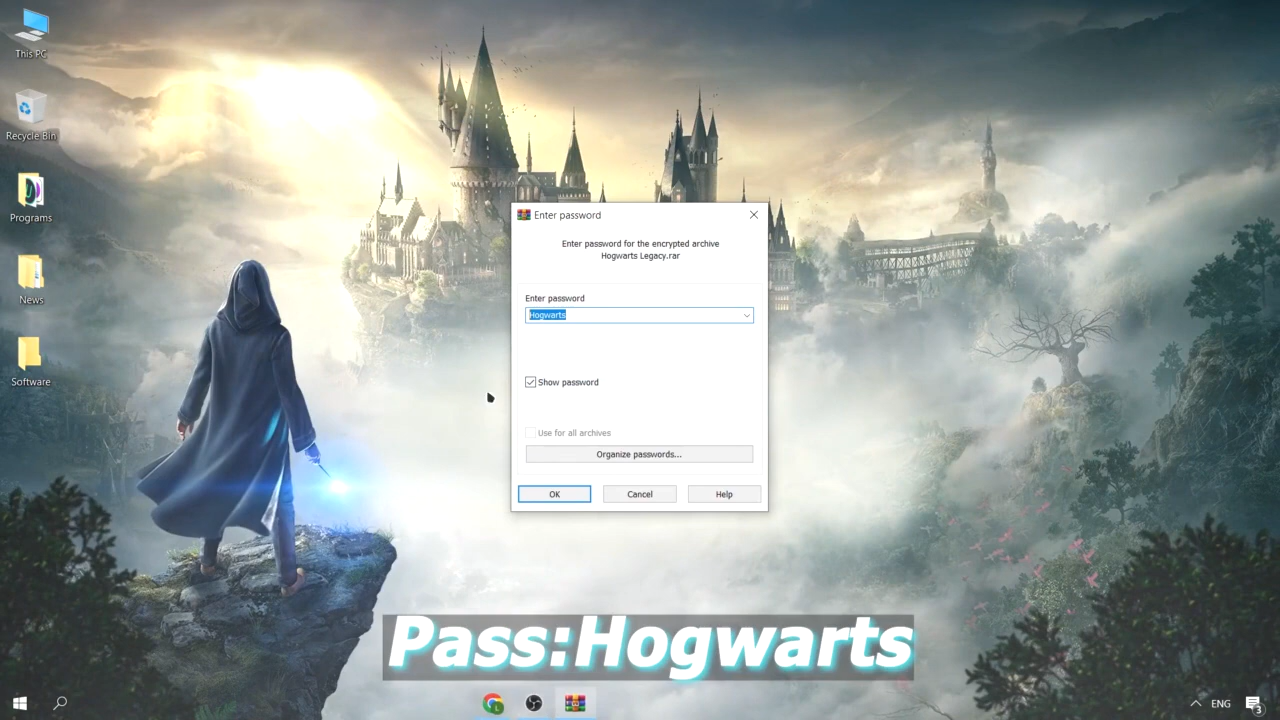 This PC
Recycle Bin
Programs
News
Software
Enter password
Enter password for the encrypted archive
Hogwarts Legacy.rar
Enter password
Hogwarts
Show password
Use for all archives
Organize passwords...
OK
Cancel
Help
Pass:Hogwarts
ENG
3